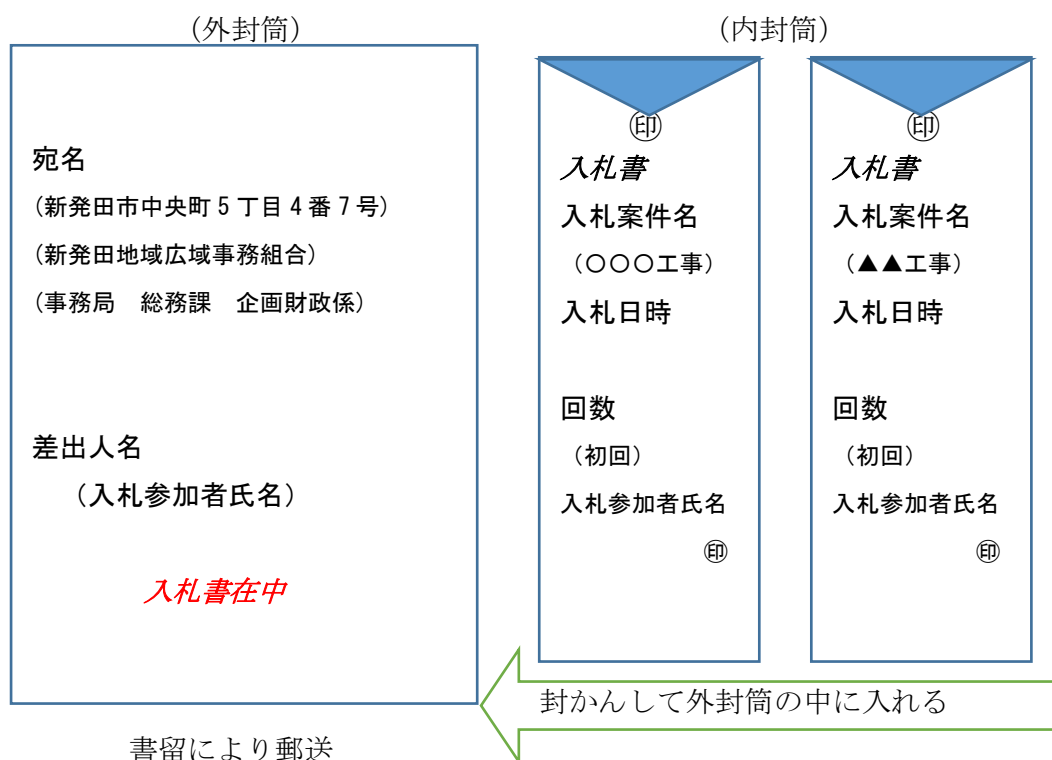 （外封筒）
宛名
（新発田市中央町５丁目４番７号）
（新発田地域広域事務組合）
（事務局　総務課　企画財政係）
差出人名
（入札参加者氏名）
入札書在中
書留により郵送
（内封筒）
㊞
入札書
入札案件名
（○○○工事）
入札日時
回数
（初回）
入札参加者氏名
㊞
㊞
入札書
入札案件名
（▲▲工事）
入札日時
回数
（初回）
入札参加者氏名
㊞
封かんして外封筒の中に入れる